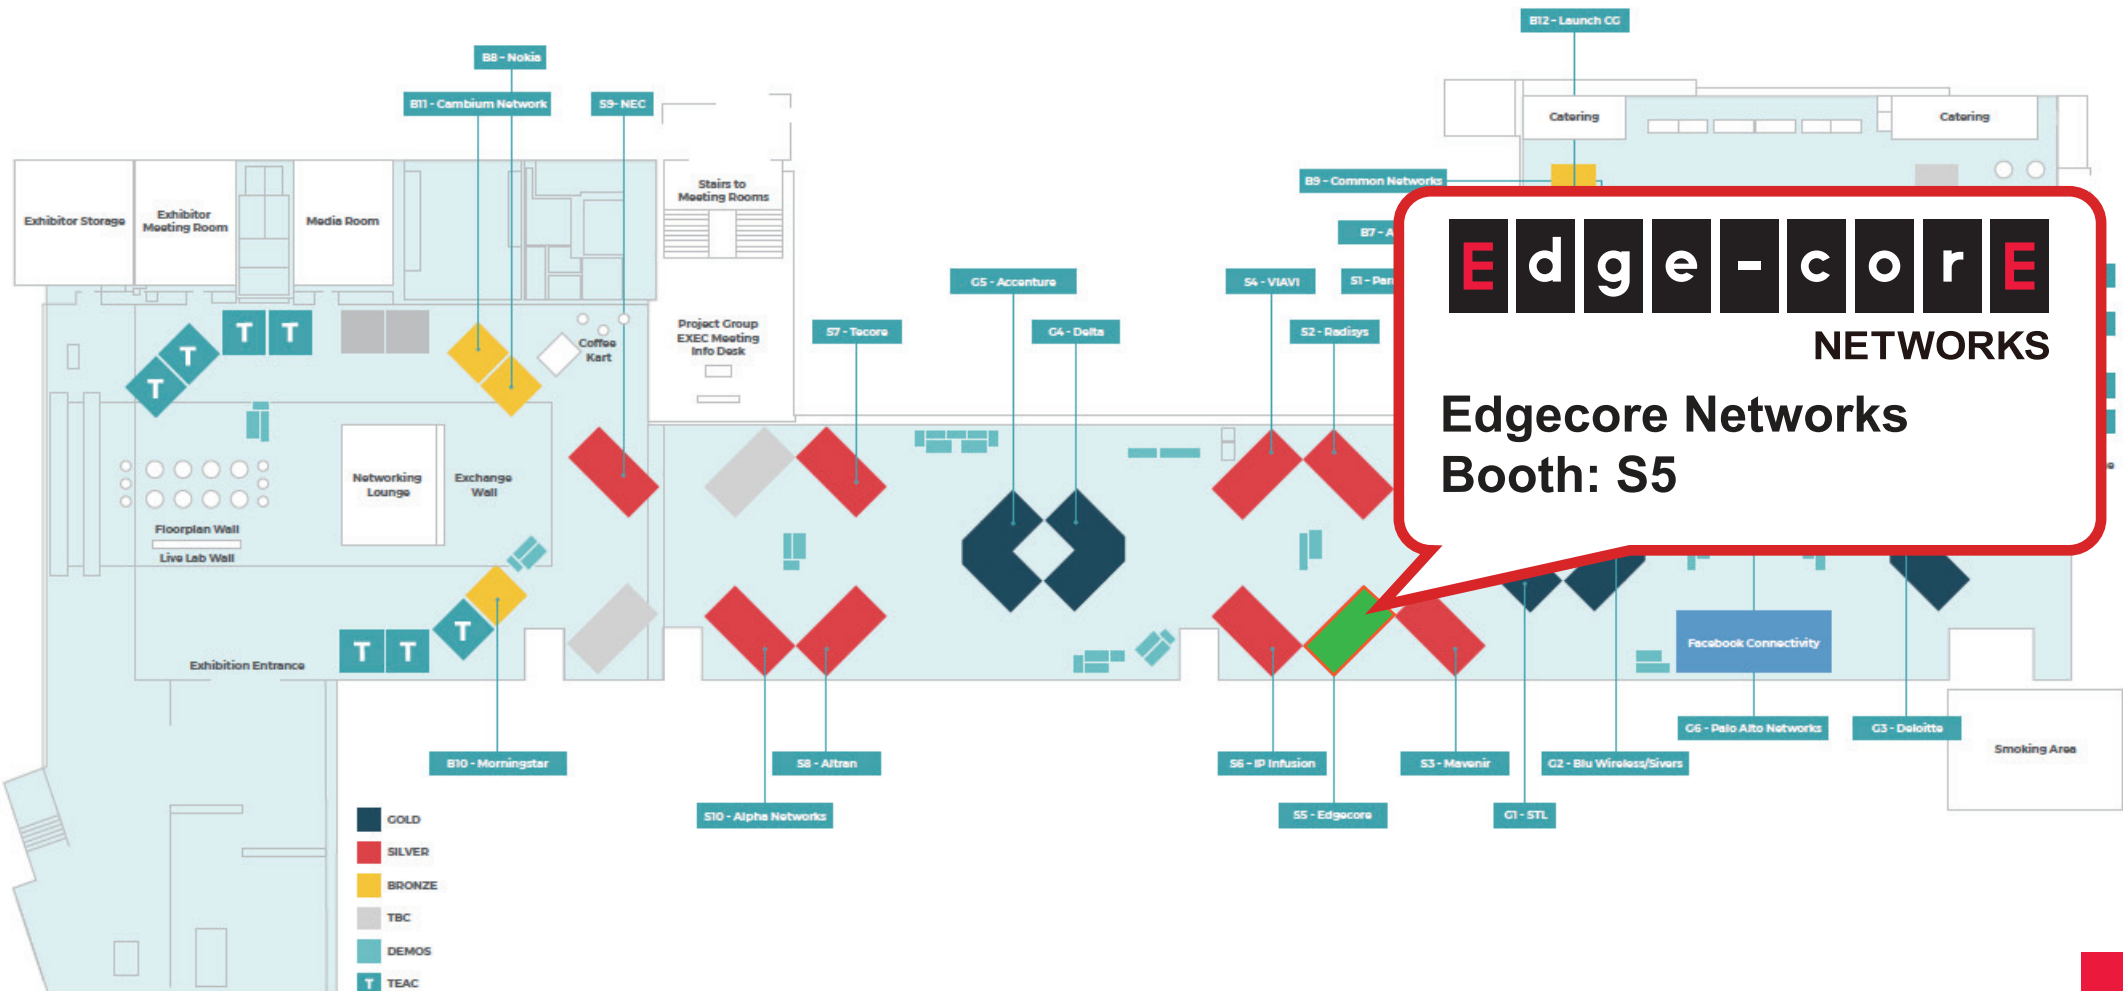 B12 - Launch CG
B8 - Nokia
B11 - Cambium Network
S9- NEC
Catering
Catering
Stairs to
Meeting Rooms
B9 - Common Networks
Exhibitor Storage
Exhibitor
Meeting Room
Media Room
B7 - A
Edge-corE
NETWORKS
Edgecore Networks
Booth: S5
G5 - Accenture
S4 - VIAVI
S1 - Par
Project Group
EXEC Meeting
Info Desk
S7 - Tecore
G4 - Delta
S2 - Radisys
T
T
T
T
Coffee
Kart
Networking
Lounge
Exchange
Wall
Floorplan Wall
Live Lab Wall
Exhibition Entrance
T
T
T
Facebook Connectivity
B10 - Morningstar
S8 - Altran
S6 - IP Infusion
S3 - Mavenir
G2 - Blu Wireless/Sivers
G6 - Palo Alto Networks
G3 - Deloitte
Smoking Area
S10 - Alpha Networks
S5 - Edgecore
G1 - STL
GOLD
SILVER
BRONZE
TBC
DEMOS
T TEAC